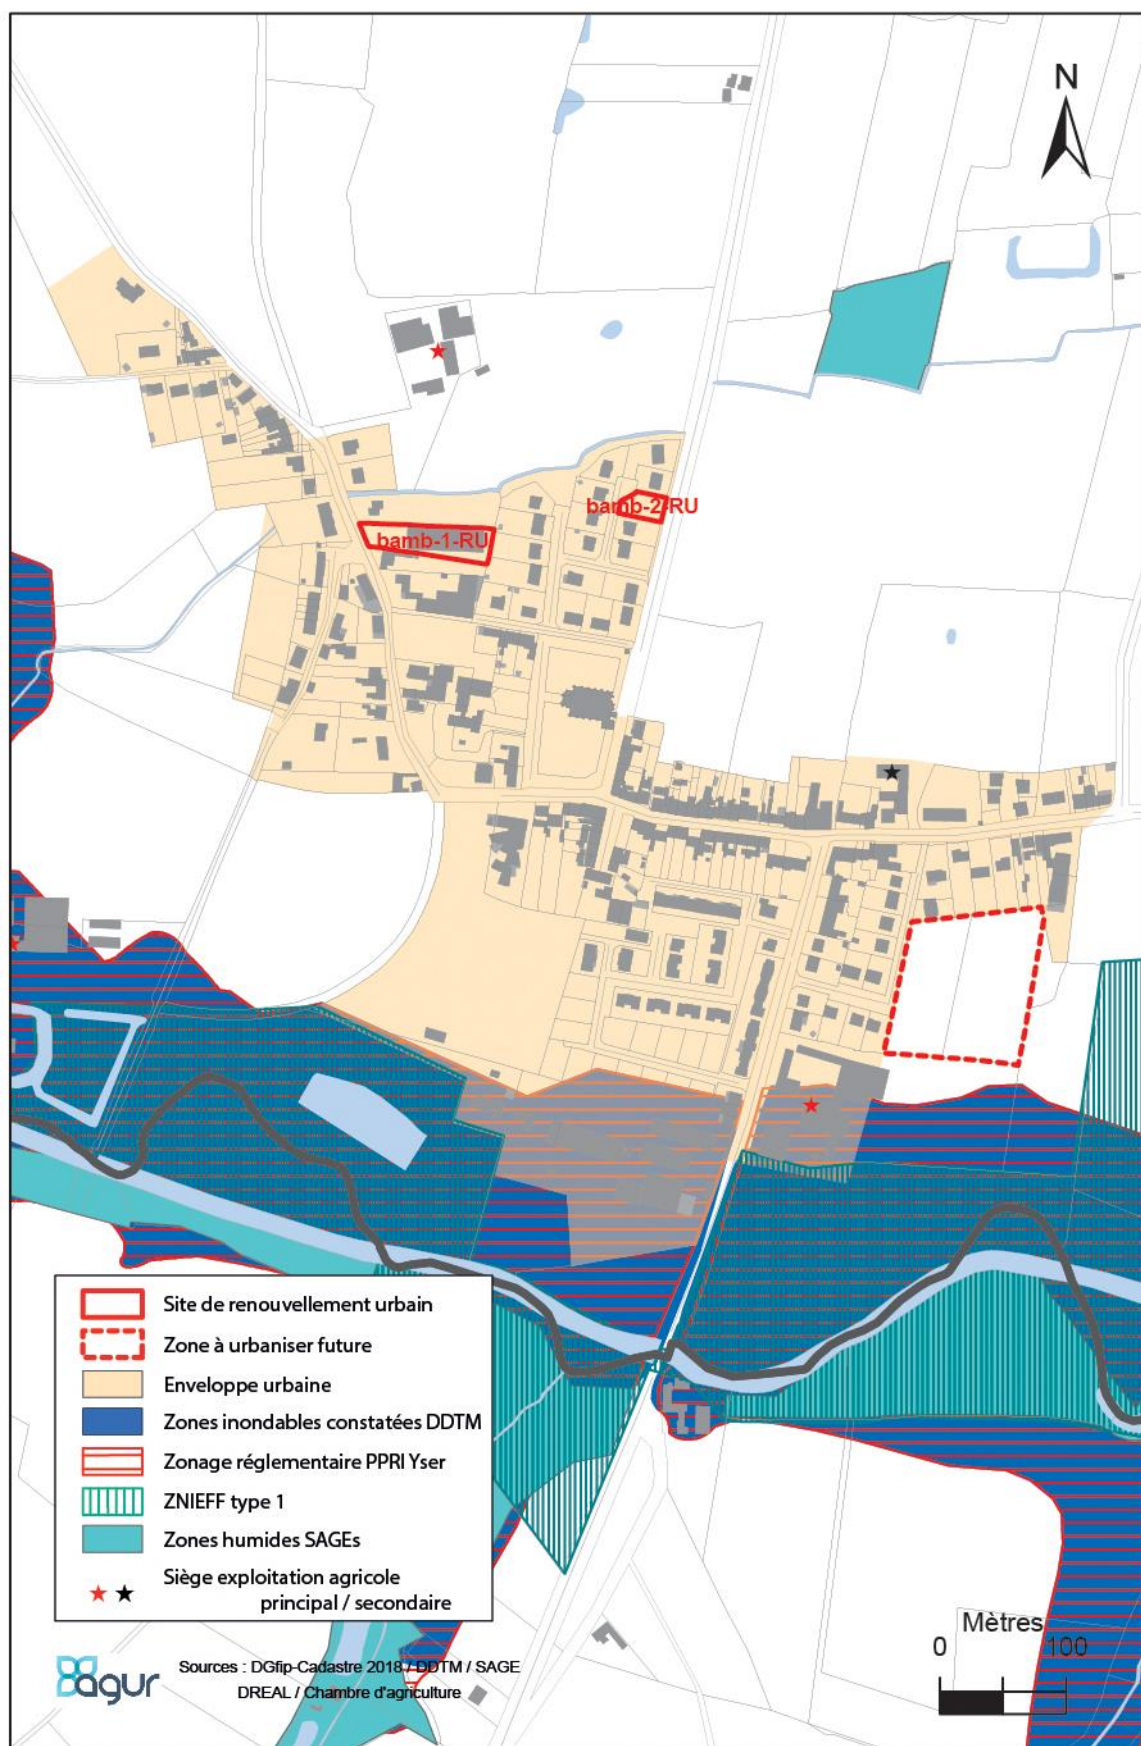 N
bamb-2-RU
bamb-1-RU
Site de renouvellement urbain
Zone à urbaniser future
Enveloppe urbaine
Zones inondables constatées DDTM
Zonage réglementaire PPRI Yser
ZNIEFF type 1
Zones humides SAGEs
Siège exploitation agricole
principal / secondaire
Mètres
0 100
agur
Sources : DGfip-Cadastre 2018 / DDTM / SAGE
DREAL / Chambre d'agriculture